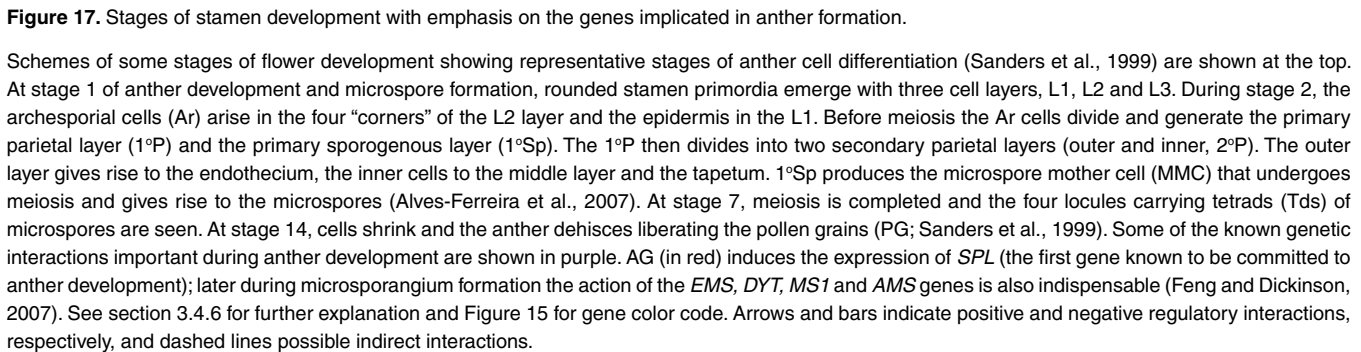 Figure 17. Stages of stamen development with emphasis on the genes implicated in anther formation.
Schemes of some stages of flower development showing representative stages of anther cell differentiation (Sanders et al., 1999) are shown at the top.
At stage 1 of anther development and microspore formation, rounded stamen primordia emerge with three cell layers, L1, L2 and L3. During stage 2, the
archesporial cells (Ar) arise in the four “corners” of the L2 layer and the epidermis in the L1. Before meiosis the Ar cells divide and generate the primary
parietal layer (1ºP) and the primary sporogenous layer (1ºSp). The 1ºP then divides into two secondary parietal layers (outer and inner, 2ºP). The outer
layer gives rise to the endothecium, the inner cells to the middle layer and the tapetum. 1ºSp produces the microspore mother cell (MMC) that undergoes
meiosis and gives rise to the microspores (Alves-Ferreira et al., 2007). At stage 7, meiosis is completed and the four locules carrying tetrads (Tds) of
microspores are seen. At stage 14, cells shrink and the anther dehisces liberating the pollen grains (PG; Sanders et al., 1999). Some of the known genetic
interactions important during anther development are shown in purple. AG (in red) induces the expression of SPL (the first gene known to be committed to
anther development); later during microsporangium formation the action of the EMS, DYT, MS1 and AMS genes is also indispensable (Feng and Dickinson,
2007). See section 3.4.6 for further explanation and Figure 15 for gene color code. Arrows and bars indicate positive and negative regulatory interactions,
respectively, and dashed lines possible indirect interactions.